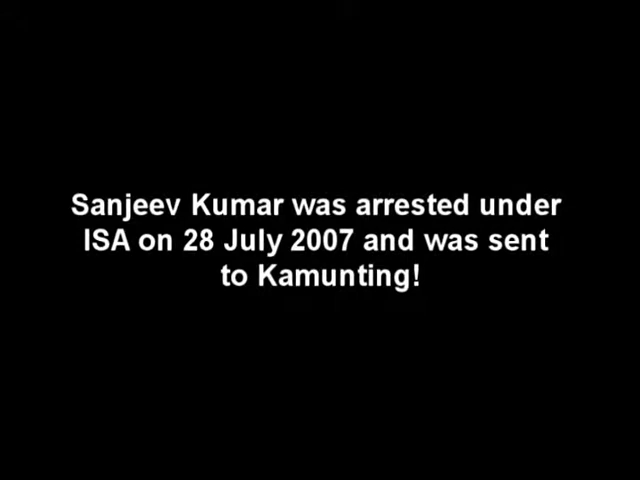 Sanjeev Kumar was arrested under
ISA on 28 July 2007 and was sent
to Kamunting!